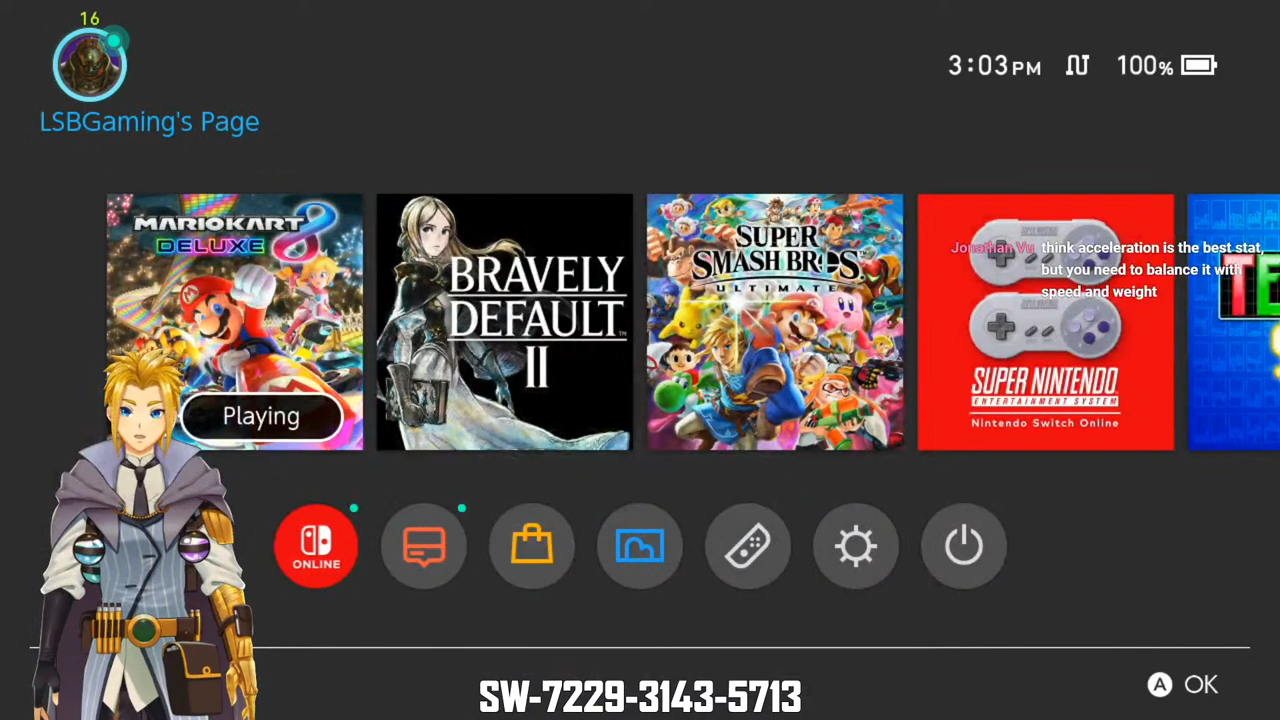 16
LSBGaming's Page
3:03PM 100%
MARIOKART 8
DELUXE
Playing
BRAVELY
DEFAULT
II
SUPER
SMASH BROS.
ULTIMATE
SUPER NINTENDO
ENTERTAINMENT SYSTEM
Nintendo Switch Online
Jonathan Vu think acceleration is the best stat,
but you need to balance it with
speed and weight
ONLINE
A OK
SW-7229-3143-5713